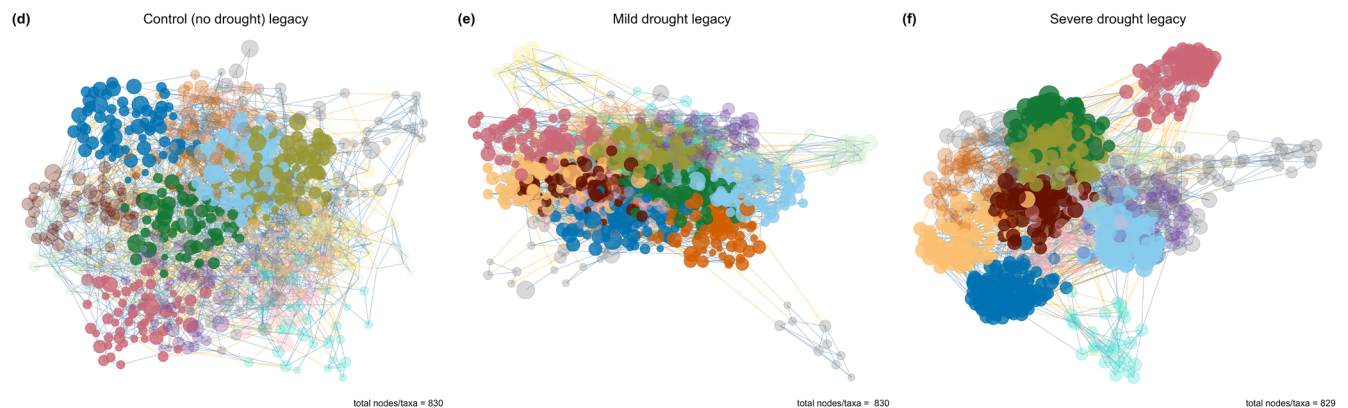 (d) Control (no drought) legacy
(e) Mild drought legacy
(f) Severe drought legacy
total nodes/taxa = 830
total nodes/taxa = 830
total nodes/taxa = 829